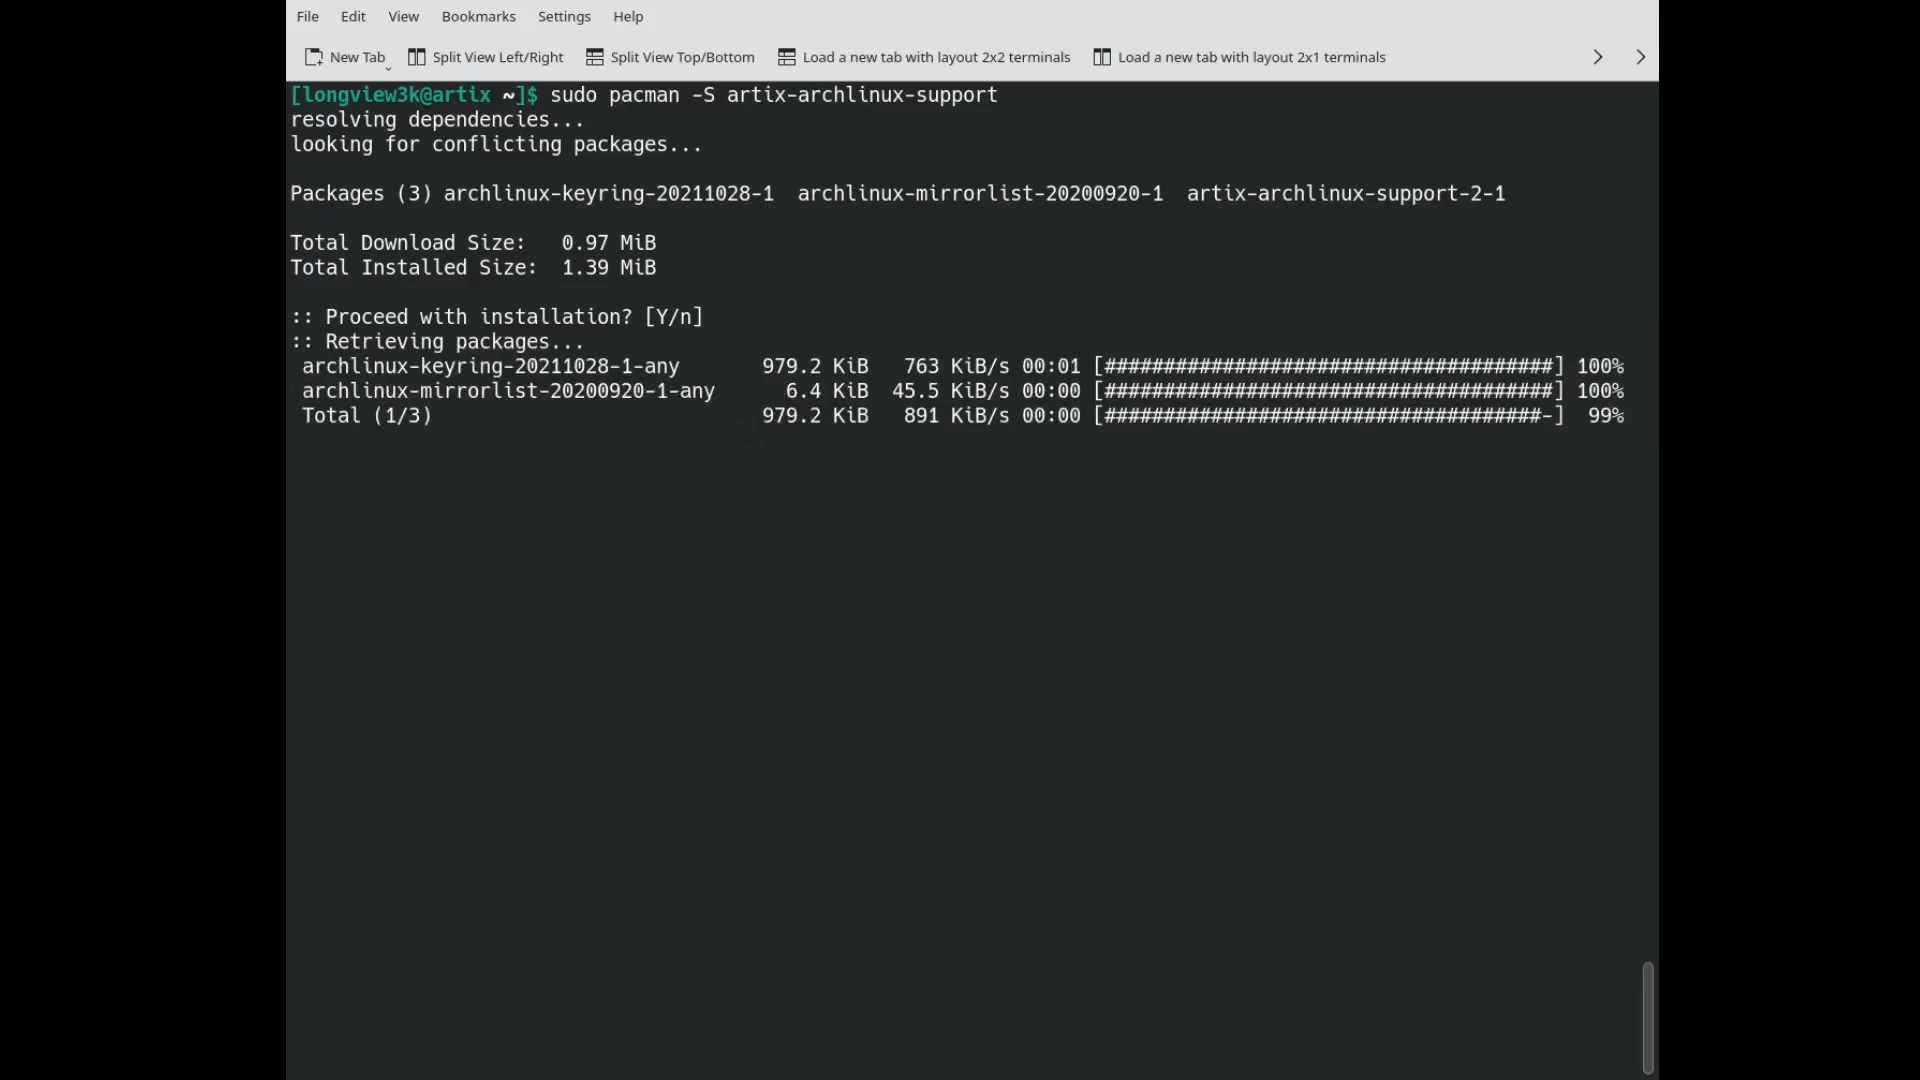 File Edit View Bookmarks Settings Help
New Tab Split View Left/Right Split View Top/Bottom Load a new tab with layout 2x2 terminals Load a new tab with layout 2x1 terminals
[longview3k@artix ~]$ sudo pacman -S artix-archlinux-support
resolving dependencies...
looking for conflicting packages...
Packages (3) archlinux-keyring-20211028-1  archlinux-mirrorlist-20200920-1  artix-archlinux-support-2-1
Total Download Size:   0.97 MiB
Total Installed Size:  1.39 MiB
:: Proceed with installation? [Y/n]
:: Retrieving packages...
archlinux-keyring-20211028-1-any       979.2 KiB   763 KiB/s 00:01 [######################################] 100%
archlinux-mirrorlist-20200920-1-any      6.4 KiB  45.5 KiB/s 00:00 [######################################] 100%
Total (1/3)                            979.2 KiB   891 KiB/s 00:00 [#####################################-]  99%